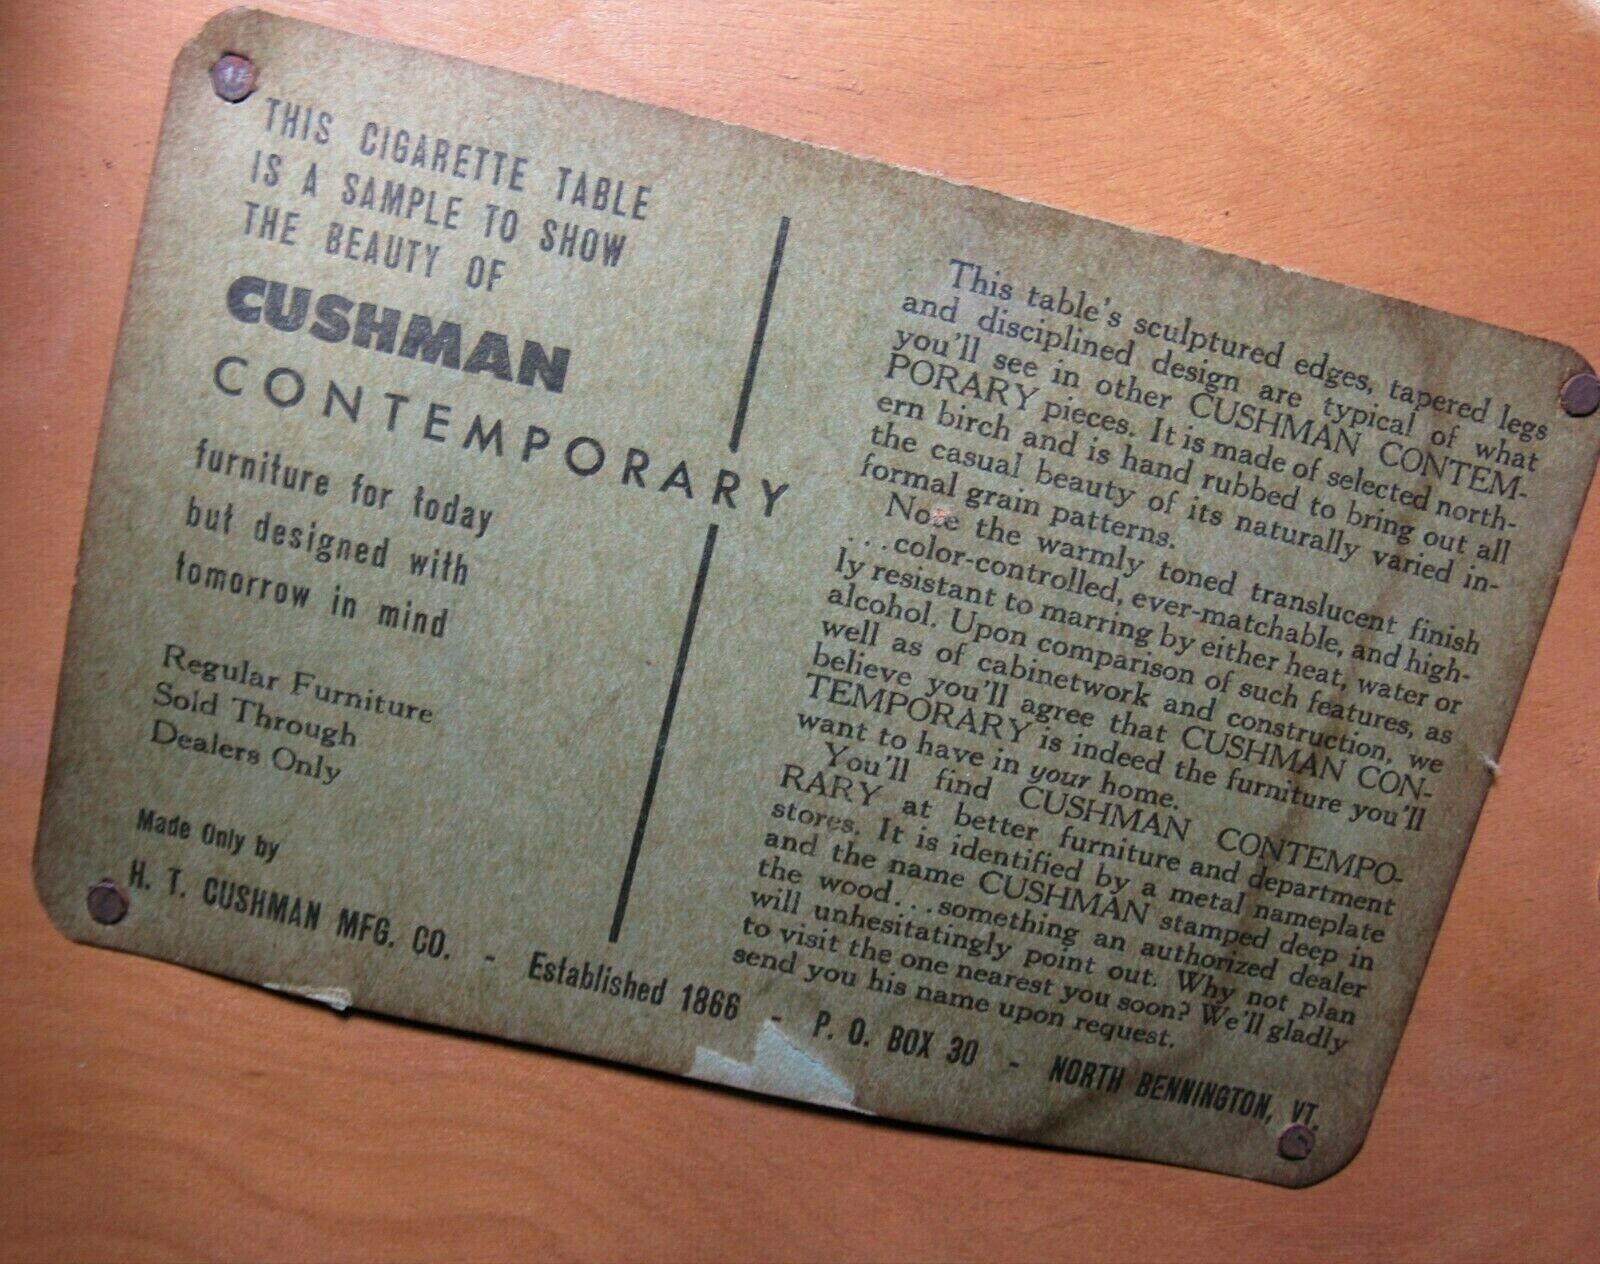 THIS CIGARETTE TABLE
IS A SAMPLE TO SHOW
THE BEAUTY OF
CUSHMAN
CONTEMPORARY
furniture for today
but designed with
tomorrow in mind
Regular Furniture
Sold Through
Dealers Only
Made Only by
This table's sculptured edges, tapered legs
and disciplined design are typical of what
you'll see in other CUSHMAN CONTEM-
PORARY pieces. It is made of selected north-
ern birch and is hand rubbed to bring out all
the casual beauty of its naturally varied in-
formal grain patterns.
Note the warmly toned translucent finish
...color-controlled, ever-matchable, and high-
ly resistant to marring by either heat, water or
alcohol. Upon comparison of such features, as
well as of cabinetwork and construction, we
believe you'll agree that CUSHMAN CON-
TEMPORARY is indeed the furniture you'll
want to have in your home.
You'll find CUSHMAN CONTEMPO-
RARY at better furniture and department
stores. It is identified by a metal nameplate
and the name CUSHMAN stamped deep in
the wood...something an authorized dealer
will unhesitatingly point out. Why not plan
to visit the one nearest you soon? We'll gladly
send you his name upon request.
H. T. CUSHMAN MFG. CO. - Established 1866 - P. O. BOX 30 - NORTH BENNINGTON, VT.